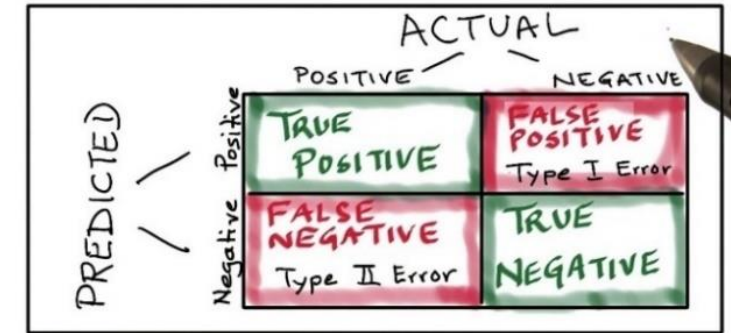 ACTUAL
POSITIVE NEGATIVE
PREDICTED
Positive
TRUE
POSITIVE
FALSE
POSITIVE
Type I Error
Negative
FALSE
NEGATIVE
Type II Error
TRUE
NEGATIVE